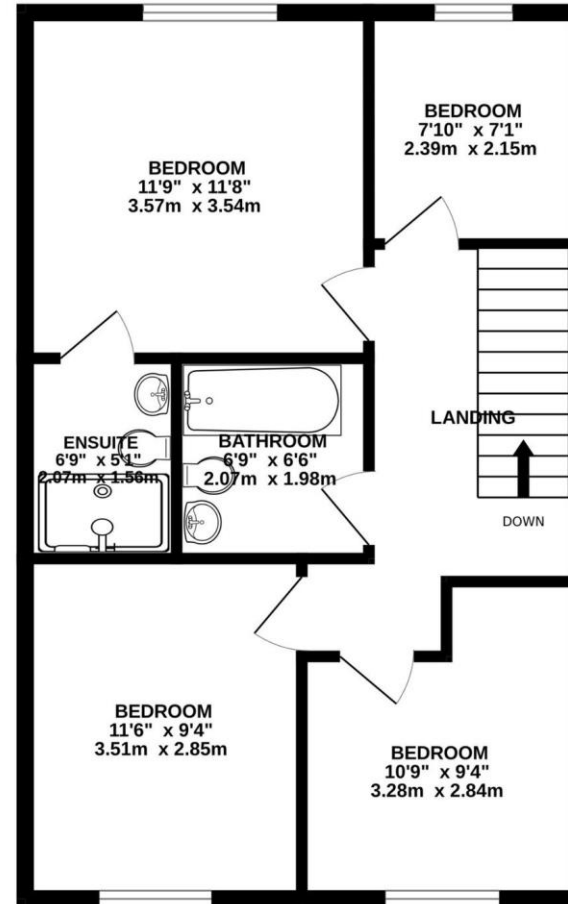 BEDROOM
11'9" x 11'8"
3.57m x 3.54m
BEDROOM
7'10" x 7'1"
2.39m x 2.15m
ENSUITE
6'9" x 5'1"
2.07m x 1.56m
BATHROOM
6'9" x 6'6"
2.07m x 1.98m
LANDING
DOWN
BEDROOM
11'6" x 9'4"
3.51m x 2.85m
BEDROOM
10'9" x 9'4"
3.28m x 2.84m